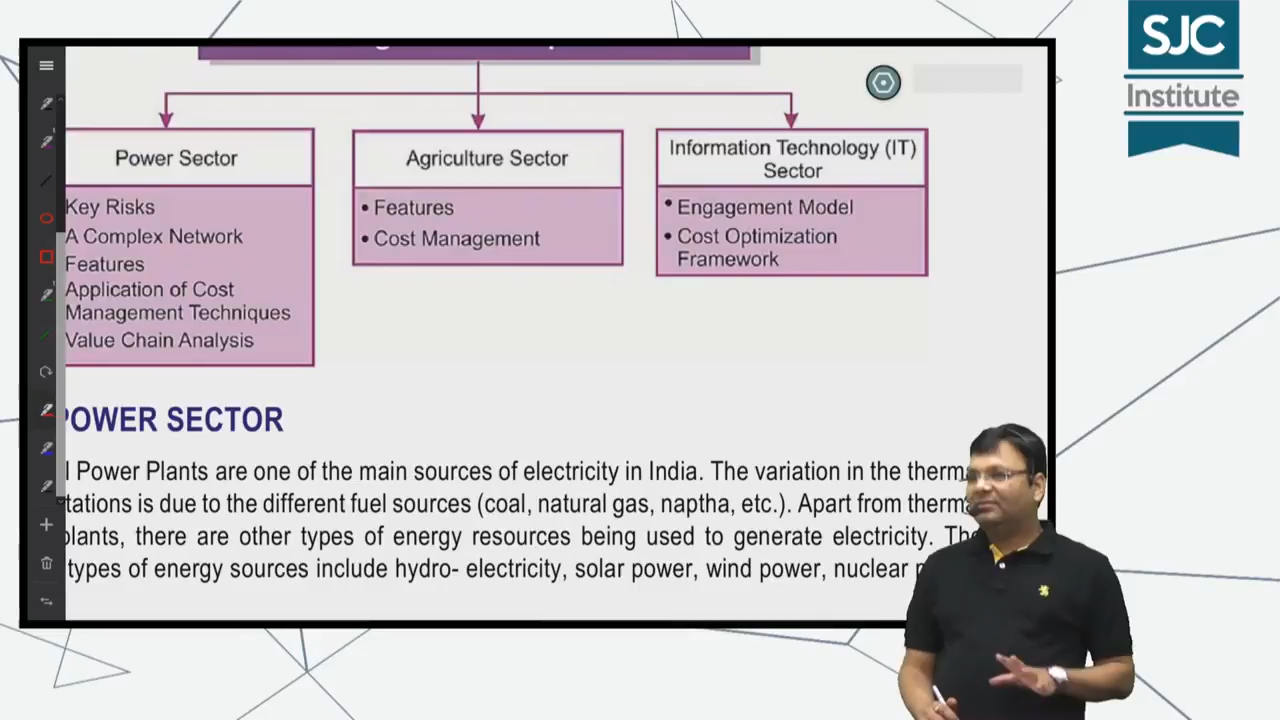 SJC
Institute
Power Sector
Key Risks
A Complex Network
Features
Application of Cost
Management Techniques
Value Chain Analysis
Agriculture Sector
• Features
• Cost Management
Information Technology (IT)
Sector
• Engagement Model
• Cost Optimization
Framework
POWER SECTOR
l Power Plants are one of the main sources of electricity in India. The variation in the therma
tations is due to the different fuel sources (coal, natural gas, naptha, etc.). Apart from therma
plants, there are other types of energy resources being used to generate electricity. The
types of energy sources include hydro- electricity, solar power, wind power, nuclear p